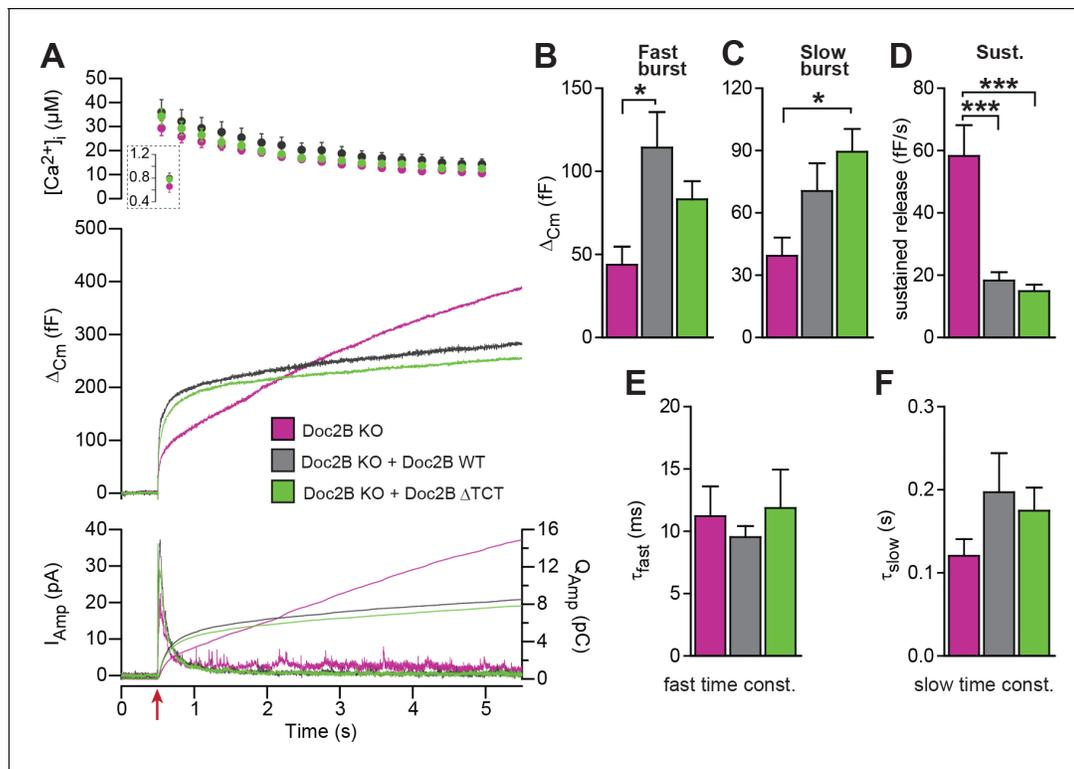 A
[Ca2+]i (µM)
50
40
30
20
10
0
1.2
0.8
0.4
ΔCm (fF)
500
400
300
200
100
0
Doc2B KO
Doc2B KO + Doc2B WT
Doc2B KO + Doc2B ΔTCT
IAmp (pA)
40
30
20
10
0
16
12
8
4
0
QAmp (pC)
0 1 2 3 4 5
Time (s)
B
Fast
burst
ΔCm (fF)
150
100
50
0
*
C
Slow
burst
120
90
60
30
0
*
D
Sust.
sustained release (fF/s)
80
60
40
20
0
***
***
E
τfast (ms)
20
15
10
5
0
fast time const.
F
τslow (s)
0.3
0.2
0.1
0.0
slow time const.